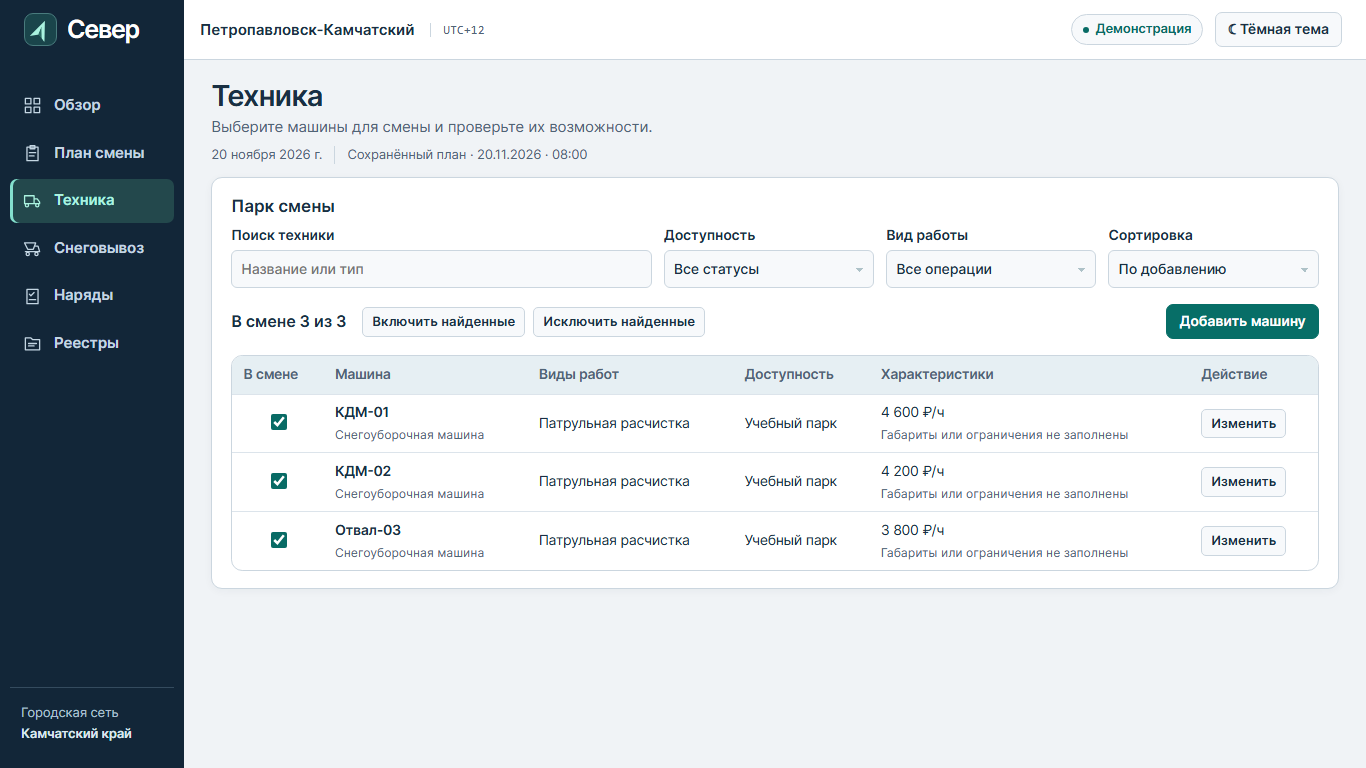 Север
Петропавловск-Камчатский UTC+12
Демонстрация
Тёмная тема
Обзор
План смены
Техника
Снеговывоз
Наряды
Реестры
Городская сеть
Камчатский край
Техника
Выберите машины для смены и проверьте их возможности.
20 ноября 2026 г. Сохранённый план · 20.11.2026 · 08:00
Парк смены
Поиск техники Доступность Вид работы Сортировка
Название или тип Все статусы Все операции По добавлению
В смене 3 из 3 Включить найденные Исключить найденные Добавить машину
В смене Машина Виды работ Доступность Характеристики Действие
КДМ-01 4 600 ₽/ч
Патрульная расчистка Учебный парк Изменить
Снегоуборочная машина Габариты или ограничения не заполнены
КДМ-02 4 200 ₽/ч
Патрульная расчистка Учебный парк Изменить
Снегоуборочная машина Габариты или ограничения не заполнены
Отвал-03 3 800 ₽/ч
Патрульная расчистка Учебный парк Изменить
Снегоуборочная машина Габариты или ограничения не заполнены